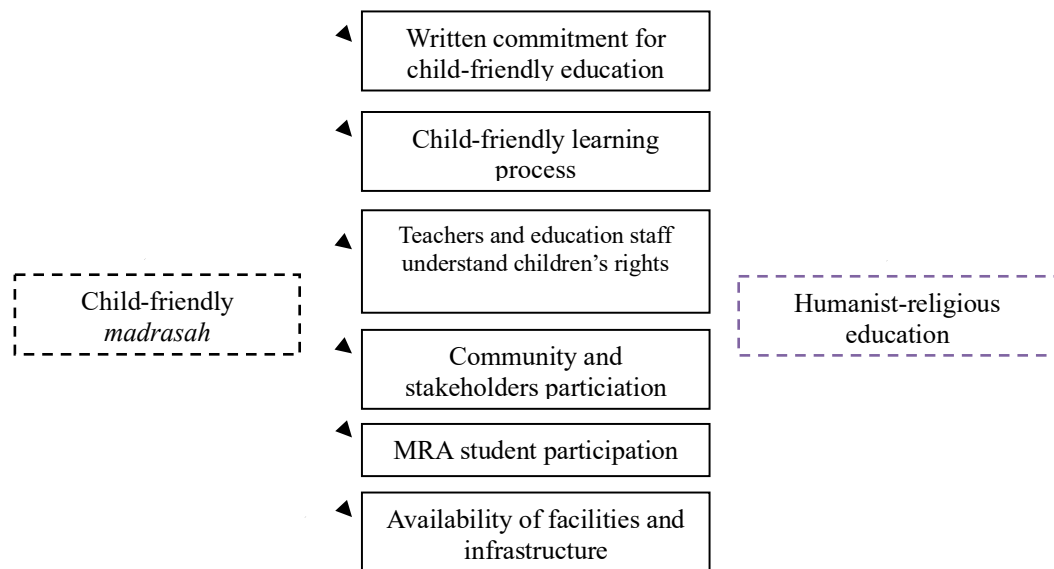 Written commitment for
child-friendly education
Child-friendly learning
process
Teachers and education staff
understand children's rights
Child-friendly
madrasah
Humanist-religious
education
Community and
stakeholders particiation
MRA student participation
Availability of facilities and
infrastructure